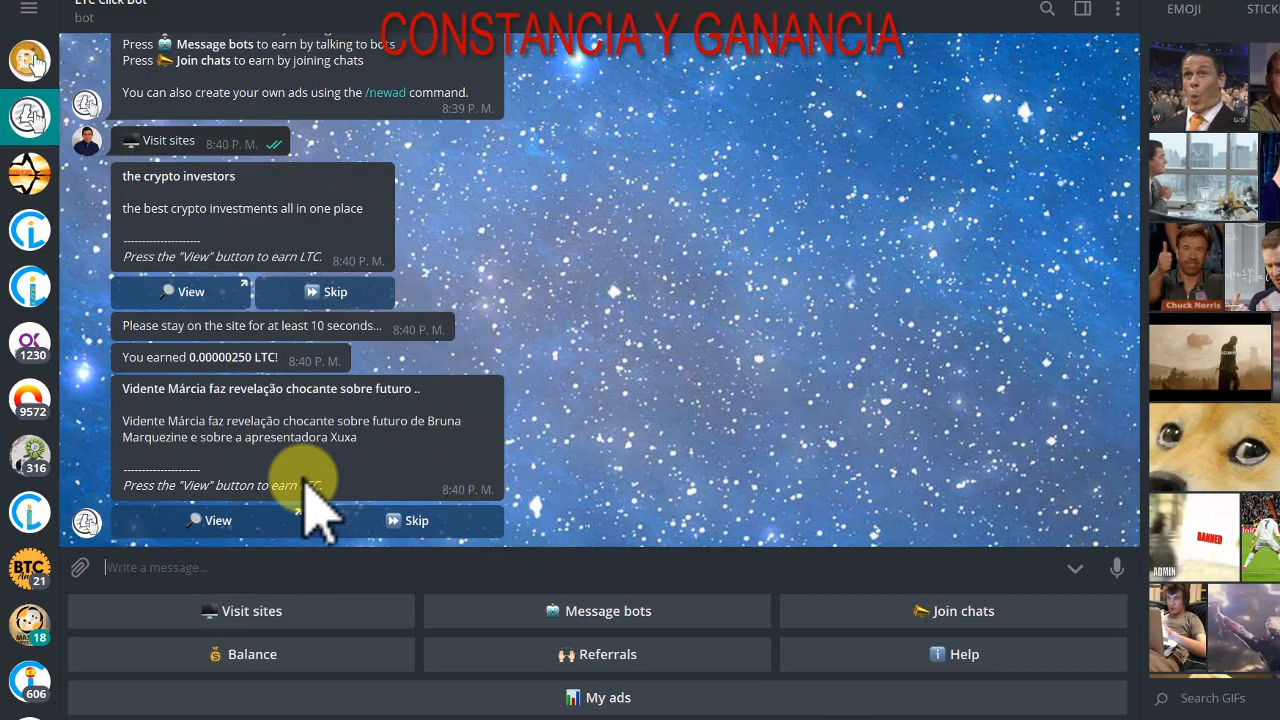 LTC Click Bot
bot
EMOJI
CONSTANCIA Y GANANCIA
Press 🤖 Message bots to earn by talking to bots
Press 📣 Join chats to earn by joining chats
You can also create your own ads using the /newad command.
8:39 P. M.
Visit sites 8:40 P. M.
the crypto investors
the best crypto investments all in one place
---------------------
Press the "View" button to earn LTC. 8:40 P. M.
View
Skip
Please stay on the site for at least 10 seconds... 8:40 P. M.
You earned 0.00000250 LTC! 8:40 P. M.
Vidente Márcia faz revelação chocante sobre futuro ..
Vidente Márcia faz revelação chocante sobre futuro de Bruna
Marquezine e sobre a apresentadora Xuxa
---------------------
Press the "View" button to earn LTC.
8:40 P. M.
View
Skip
Write a message...
Visit sites
Message bots
Join chats
Balance
Referrals
Help
My ads
1230
9572
316
BTC
21
18
606
Chuck Norris
ADMIN
BANNED
Search GIFs